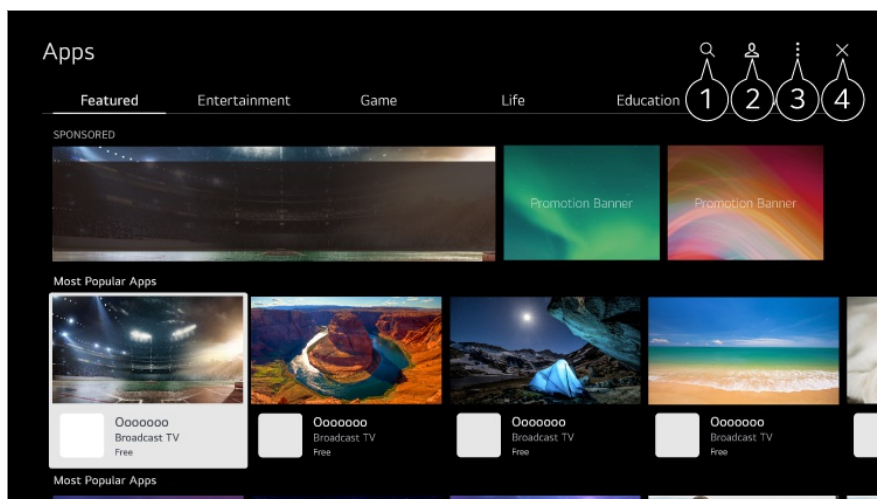 Apps
1 2 3 4
Featured Entertainment Game Life Education
SPONSORED
Promotion Banner Promotion Banner
Most Popular Apps
Ooooooo Ooooooo Ooooooo Ooooooo
Broadcast TV Broadcast TV Broadcast TV Broadcast TV
Free Free Free Free
Most Popular Apps